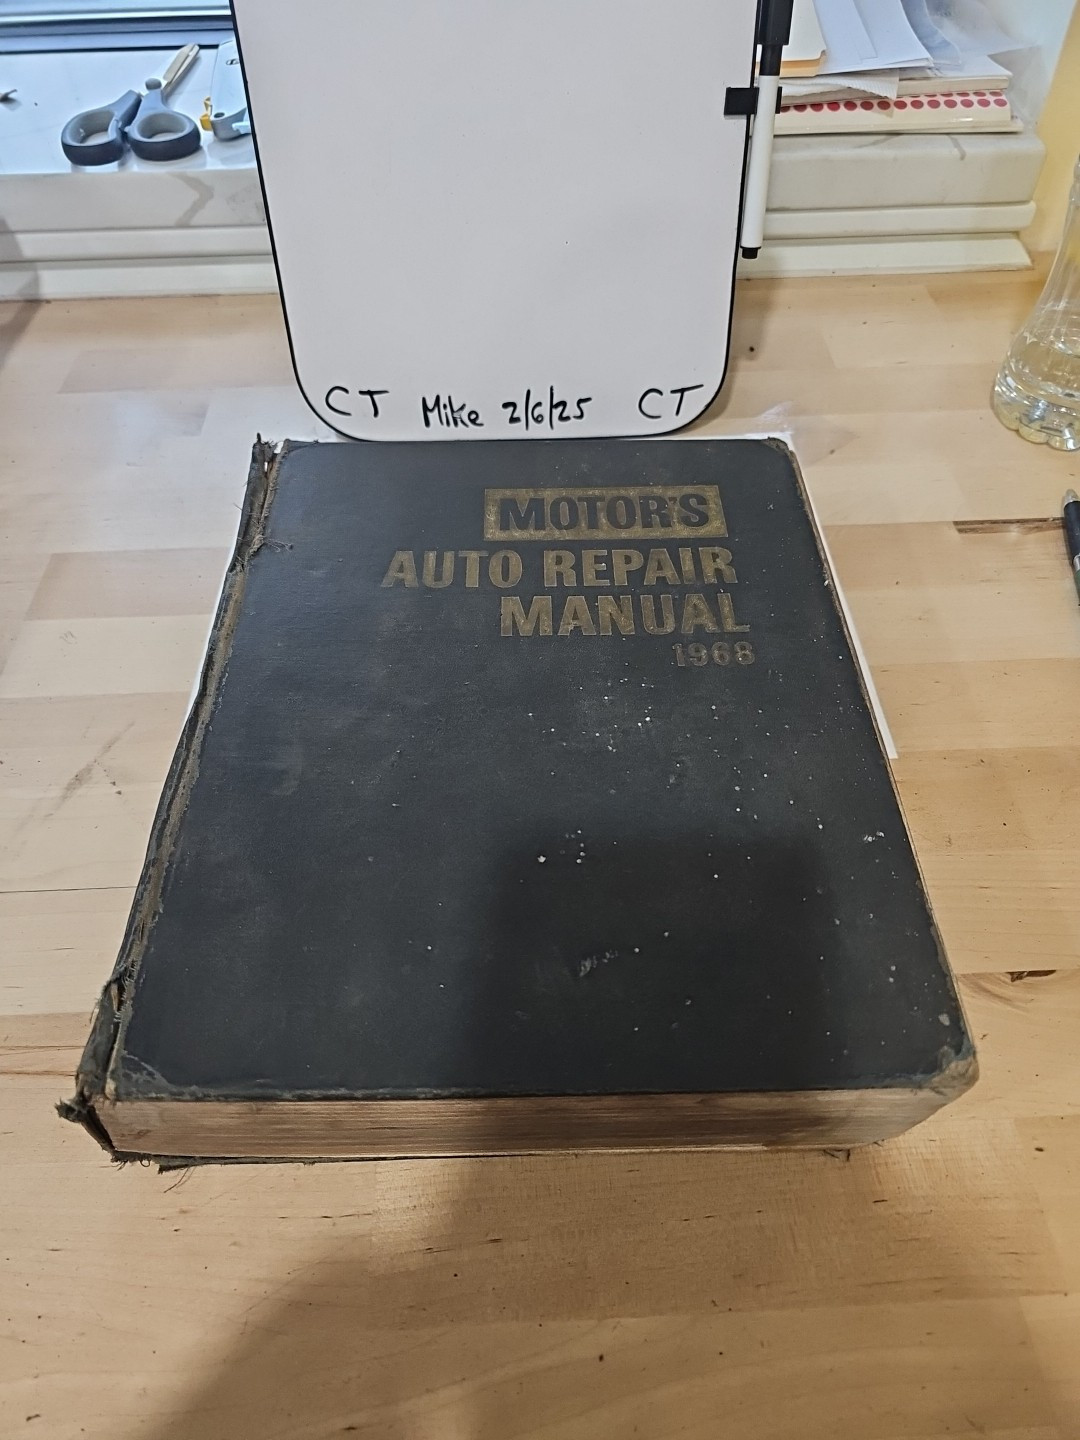 CT Mike 2/6/25 CT
MOTOR'S
AUTO REPAIR
MANUAL
1968